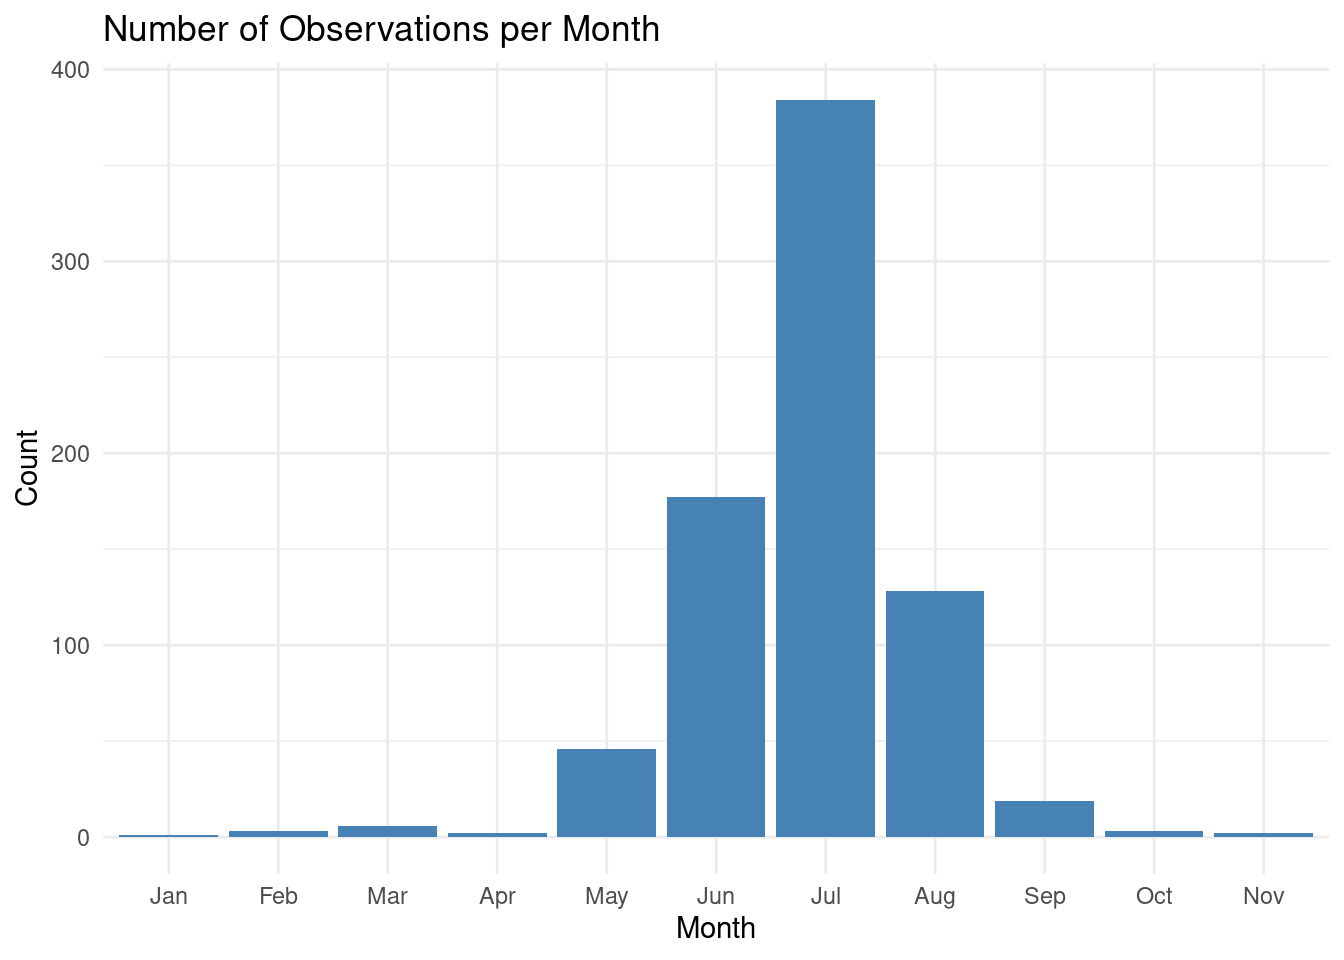 Number of Observations per Month
400
300
200
100
0
Count
Jan Feb Mar Apr May Jun Jul Aug Sep Oct Nov
Month